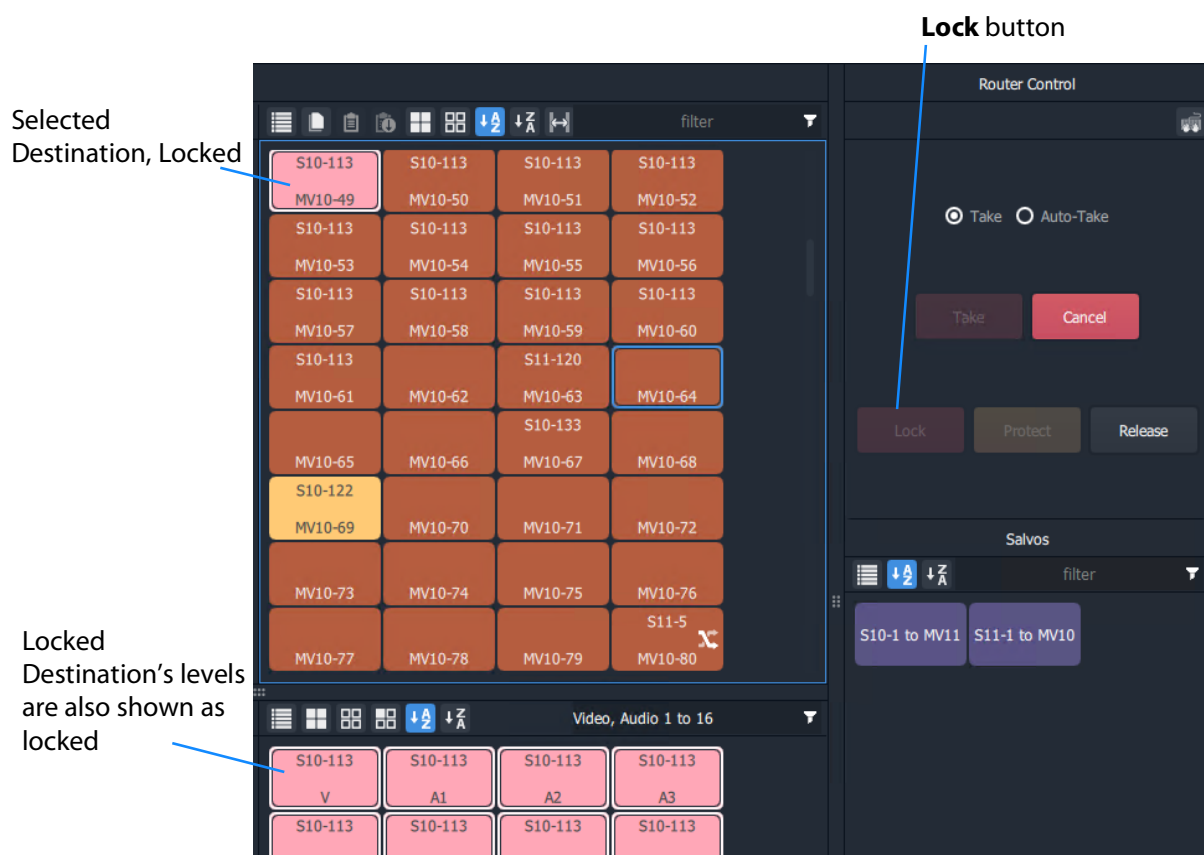 Lock button
Router Control
Selected
Destination, Locked
filter
S10-113 S10-113 S10-113 S10-113
MV10-49 MV10-50 MV10-51 MV10-52
S10-113 S10-113 S10-113 S10-113
MV10-53 MV10-54 MV10-55 MV10-56
S10-113 S10-113 S10-113 S10-113
MV10-57 MV10-58 MV10-59 MV10-60
S10-113 S11-120
MV10-61 MV10-62 MV10-63 MV10-64
S10-133
MV10-65 MV10-66 MV10-67 MV10-68
S10-122
MV10-69 MV10-70 MV10-71 MV10-72
MV10-73 MV10-74 MV10-75 MV10-76
S11-5
MV10-77 MV10-78 MV10-79 MV10-80
Take Auto-Take
Take Cancel
Lock Protect Release
Salvos
filter
S10-1 to MV11 S11-1 to MV10
Locked
Destination’s levels
are also shown as
locked
Video, Audio 1 to 16
S10-113 S10-113 S10-113 S10-113
V A1 A2 A3
S10-113 S10-113 S10-113 S10-113